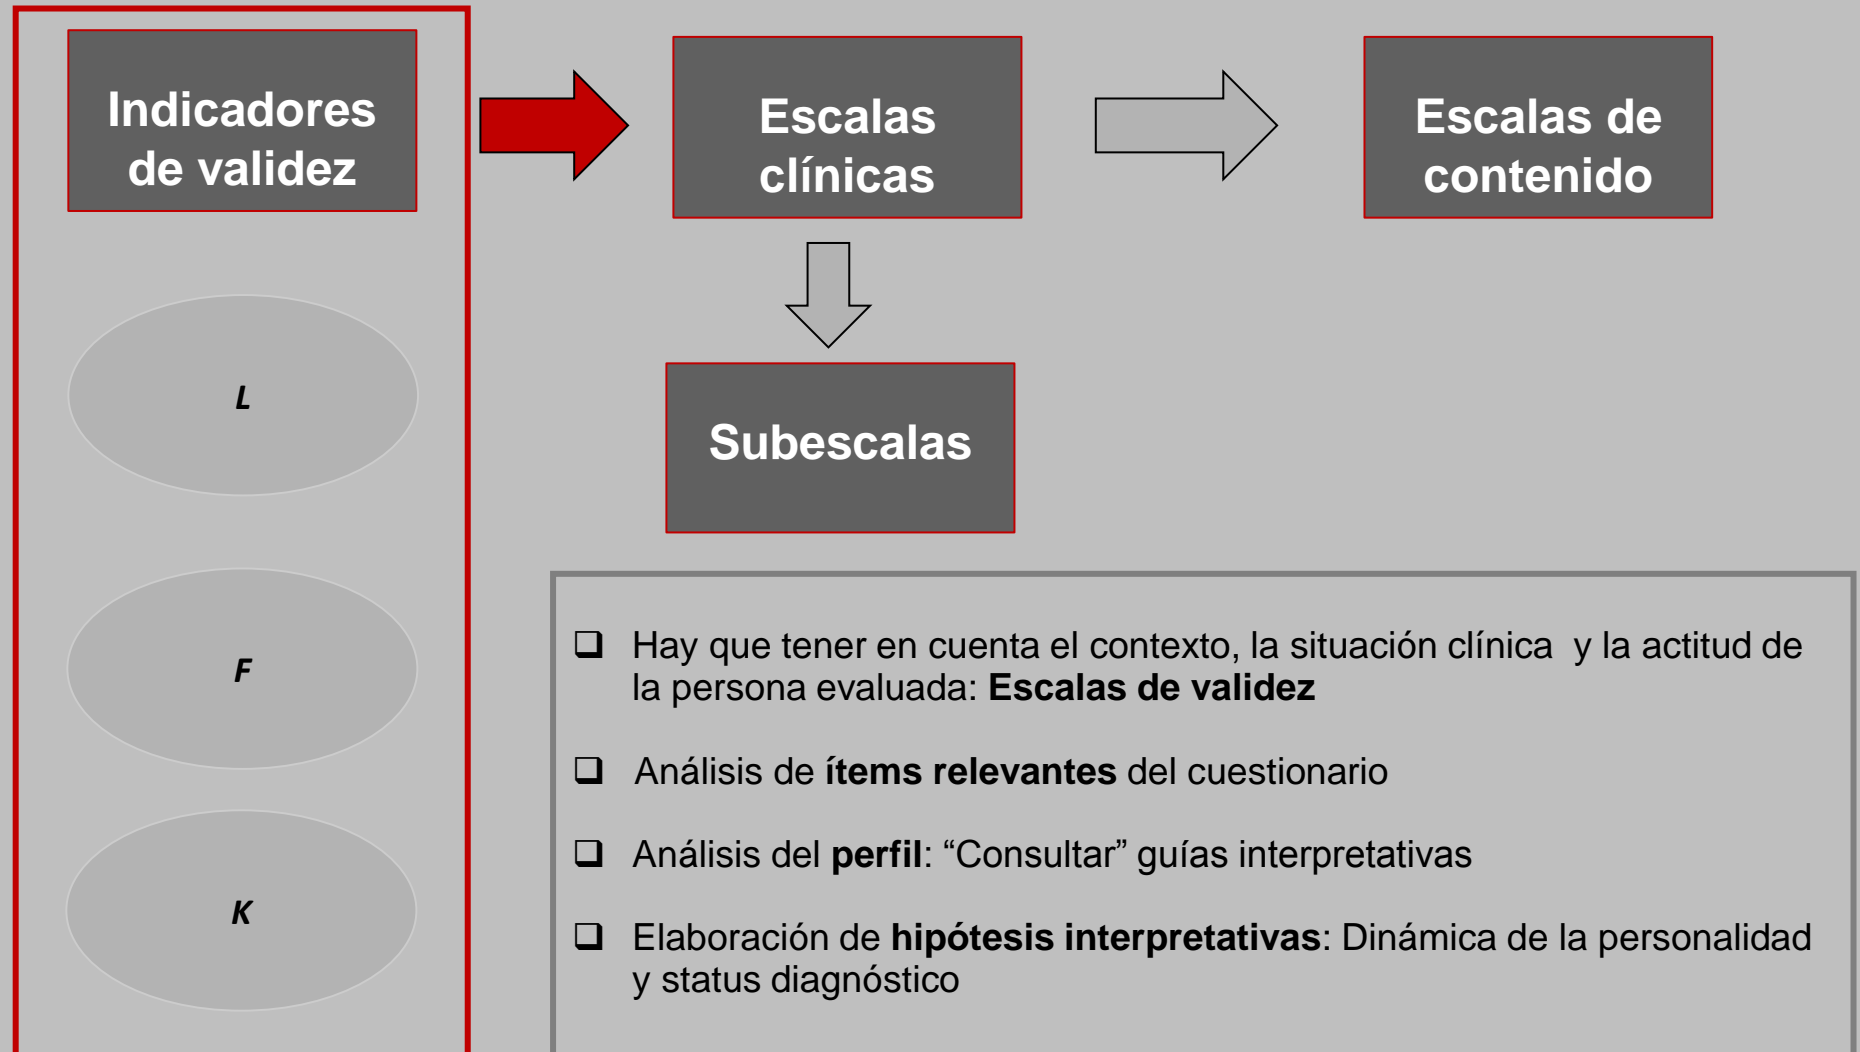 Indicadores
de validez
Escalas
clínicas
Escalas de
contenido
L
Subescalas
F
K
Hay que tener en cuenta el contexto, la situación clínica y la actitud de
la persona evaluada: Escalas de validez
Análisis de ítems relevantes del cuestionario
Análisis del perfil: “Consultar” guías interpretativas
Elaboración de hipótesis interpretativas: Dinámica de la personalidad
y status diagnóstico